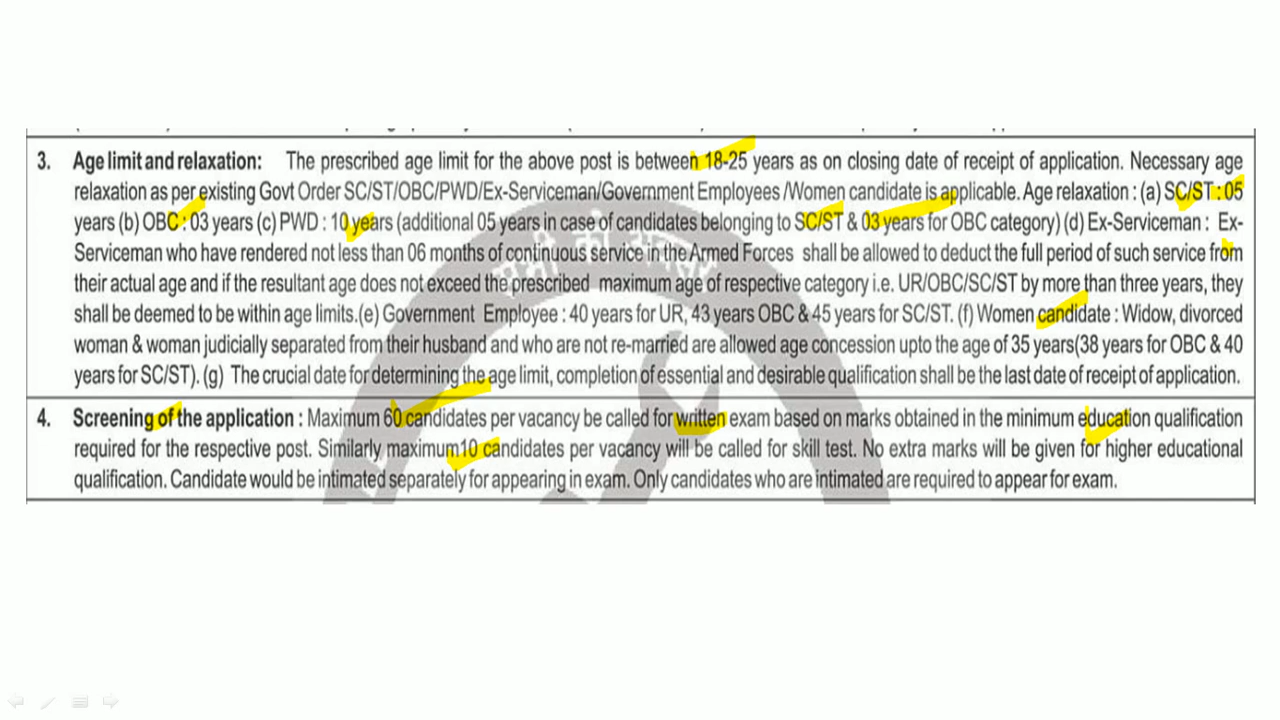 3. Age limit and relaxation: The prescribed age limit for the above post is between 18-25 years as on closing date of receipt of application. Necessary age
relaxation as per existing Govt Order SC/ST/OBC/PWD/Ex-Serviceman/Government Employees /Women candidate is applicable. Age relaxation : (a) SC/ST : 05
years (b) OBC : 03 years (c) PWD : 10 years (additional 05 years in case of candidates belonging to SC/ST & 03 years for OBC category) (d) Ex-Serviceman : Ex-
Serviceman who have rendered not less than 06 months of continuous service in the Armed Forces shall be allowed to deduct the full period of such service from
their actual age and if the resultant age does not exceed the prescribed maximum age of respective category i.e. UR/OBC/SC/ST by more than three years, they
shall be deemed to be within age limits.(e) Government Employee : 40 years for UR, 43 years OBC & 45 years for SC/ST. (f) Women candidate : Widow, divorced
woman & woman judicially separated from their husband and who are not re-married are allowed age concession upto the age of 35 years(38 years for OBC & 40
years for SC/ST). (g) The crucial date for determining the age limit, completion of essential and desirable qualification shall be the last date of receipt of application.
4. Screening of the application : Maximum 60 candidates per vacancy be called for written exam based on marks obtained in the minimum education qualification
required for the respective post. Similarly maximum10 candidates per vacancy will be called for skill test. No extra marks will be given for higher educational
qualification. Candidate would be intimated separately for appearing in exam. Only candidates who are intimated are required to appear for exam.